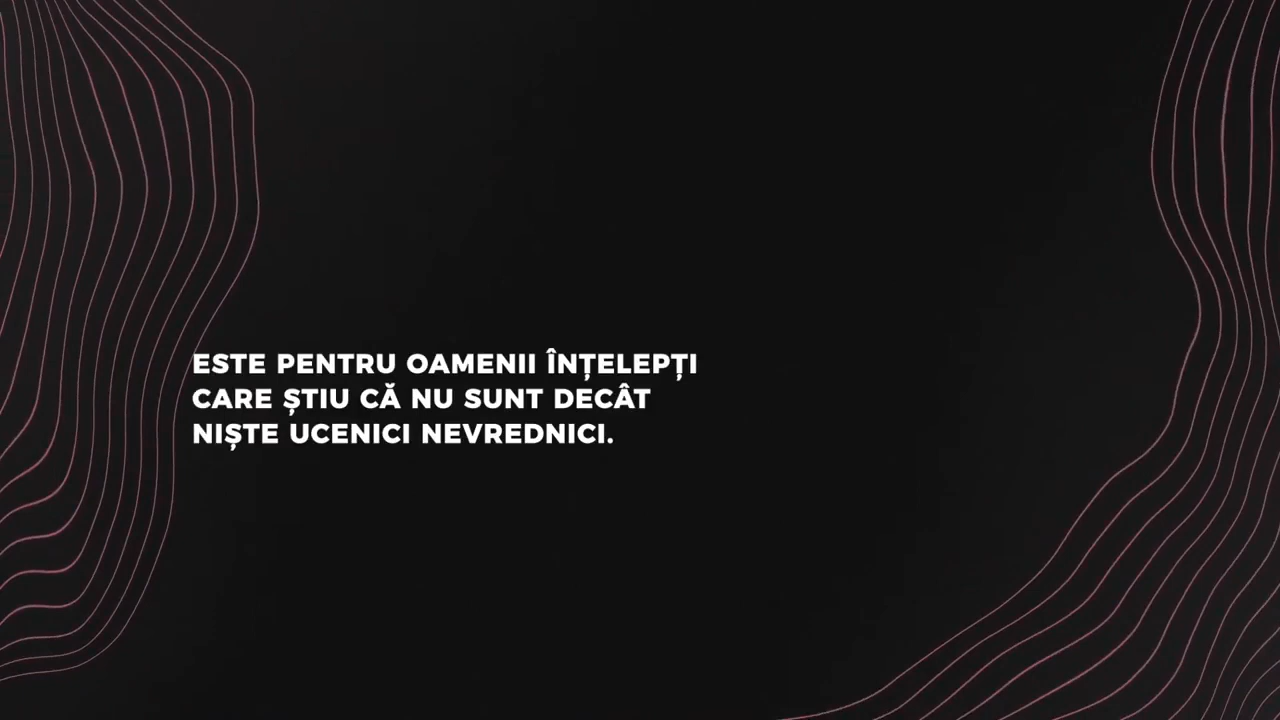 ESTE PENTRU OAMENII ÎNȚELEPȚI
CARE ȘTIU CĂ NU SUNT DECÂT
NIȘTE UCENICI NEVREDNICI.